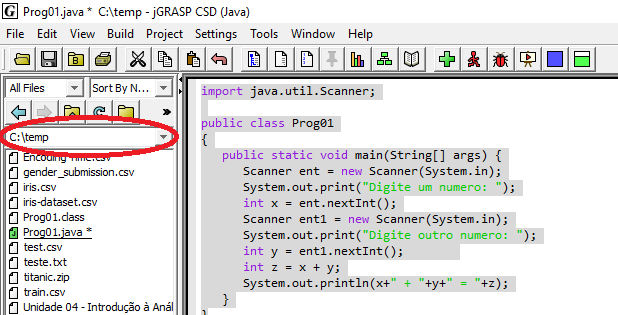 Prog01.java *  C:\temp - jGRASP CSD (Java)
File Edit View Build Project Settings Tools Window Help
All Files Sort By N...
»
C:\temp
gender_submission.csv
iris.csv
iris-dataset.csv
Prog01.class
Prog01.java *
test.csv
teste.txt
titanic.zip
train.csv
Unidade 04 - Introdução à Anál
import java.util.Scanner;
public class Prog01
{
public static void main(String[] args) {
Scanner ent = new Scanner(System.in);
System.out.print("Digite um numero: ");
int x = ent.nextInt();
Scanner ent1 = new Scanner(System.in);
System.out.print("Digite outro numero: ");
int y = ent1.nextInt();
int z = x + y;
System.out.println(x+" + "+y+" = "+z);
}
}